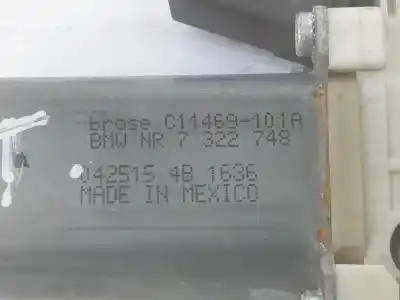 brose C11469-101A
BMW NR 7 322 748
042515 4B 1636
MADE IN MEXICO